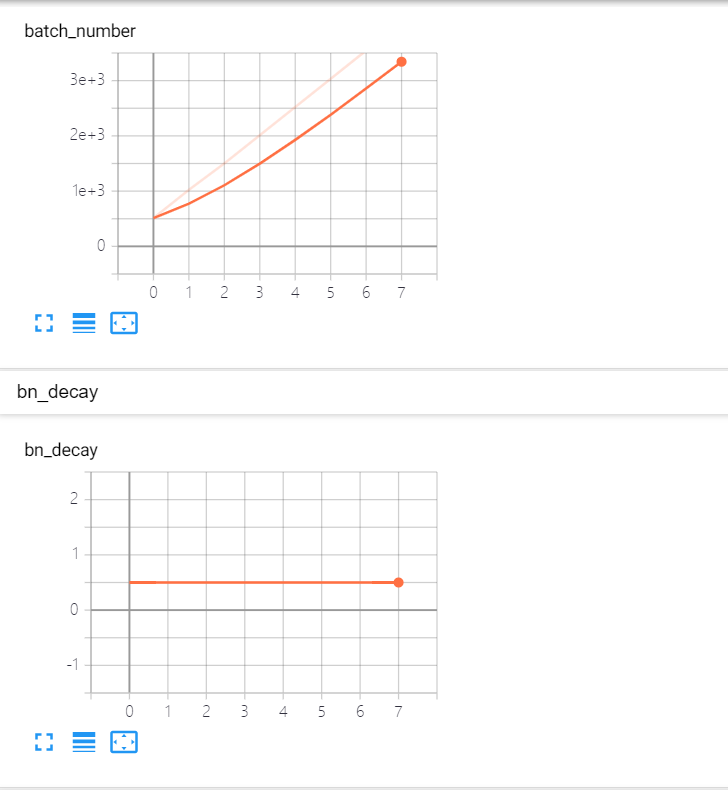 batch_number
3e+3
2e+3
1e+3
0
0 1 2 3 4 5 6 7
bn_decay
bn_decay
2
1
0
-1
0 1 2 3 4 5 6 7